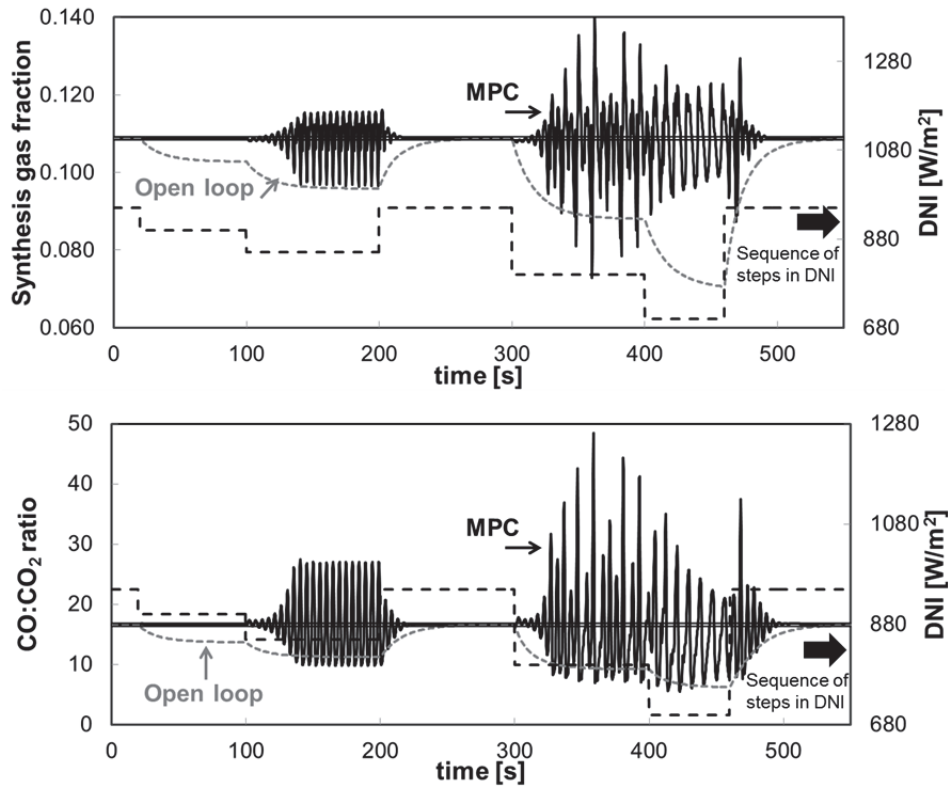 Synthesis gas fraction
0.140
0.120
0.100
0.080
0.060
MPC
Open loop
Sequence of
steps in DNI
1280
1080
880
680
DNI [W/m²]
0 100 200 300 400 500
time [s]
CO:CO₂ ratio
50
40
30
20
10
0
MPC
Open loop
Sequence of
steps in DNI
1280
1080
880
680
DNI [W/m²]
0 100 200 300 400 500
time [s]